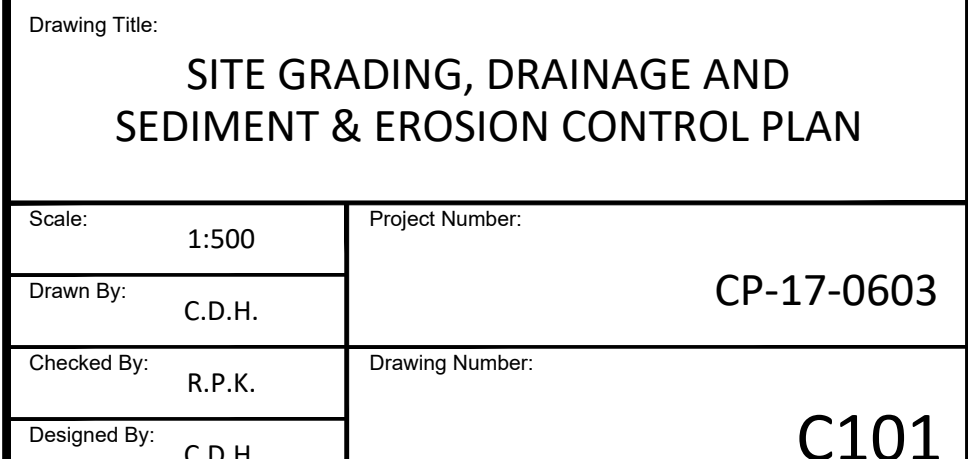 Drawing Title:
SITE GRADING, DRAINAGE AND
SEDIMENT & EROSION CONTROL PLAN
Scale:
1:500
Project Number:
CP-17-0603
Drawn By:
C.D.H.
Checked By:
R.P.K.
Drawing Number:
C101
Designed By:
C.D.H.